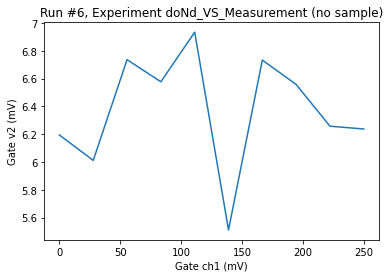 Run #6, Experiment doNd_VS_Measurement (no sample)
7
6.8
6.6
6.4
6.2
6
5.8
5.6
Gate v2 (mV)
0 50 100 150 200 250
Gate ch1 (mV)